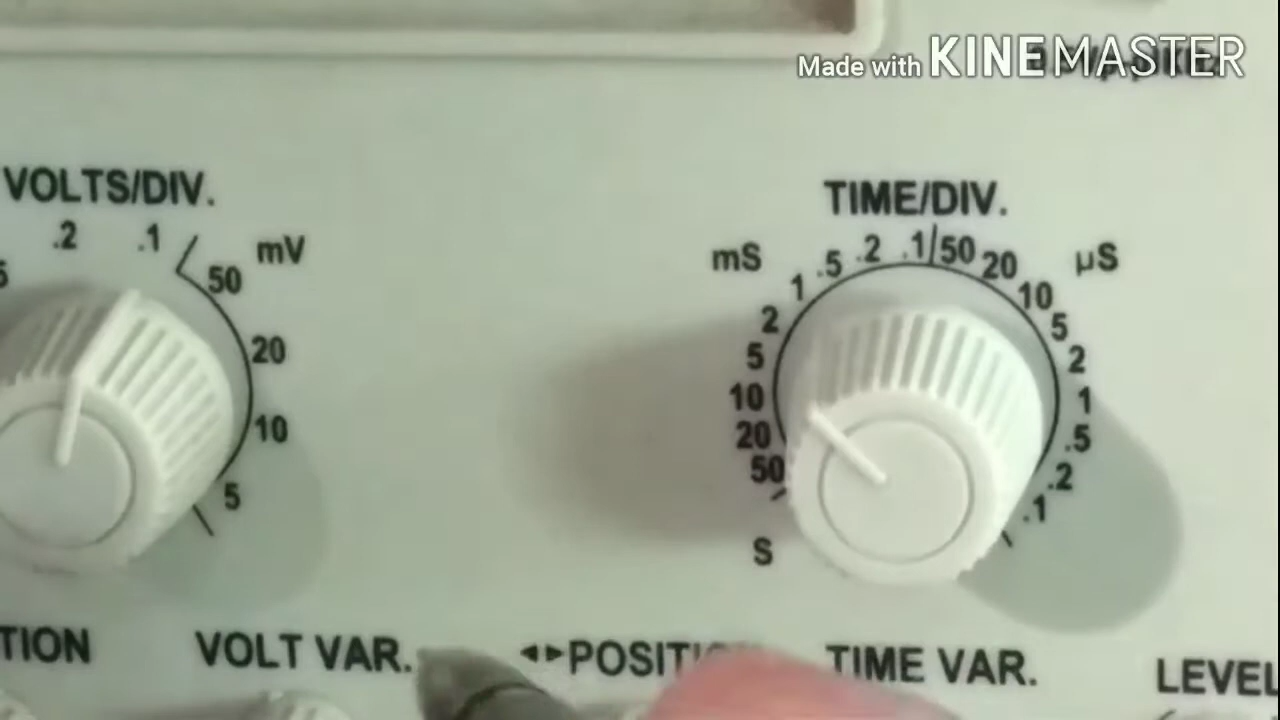 Made with KINEMASTER
VOLTS/DIV.
.2 .1 mV
50
20
10
5
TIME/DIV.
mS .5 .2 .1 50 20 µS
1 10
2 5
5 2
10 1
20 .5
50 .2
.1
S
TION VOLT VAR. ◄►POSITI TIME VAR. LEVEL